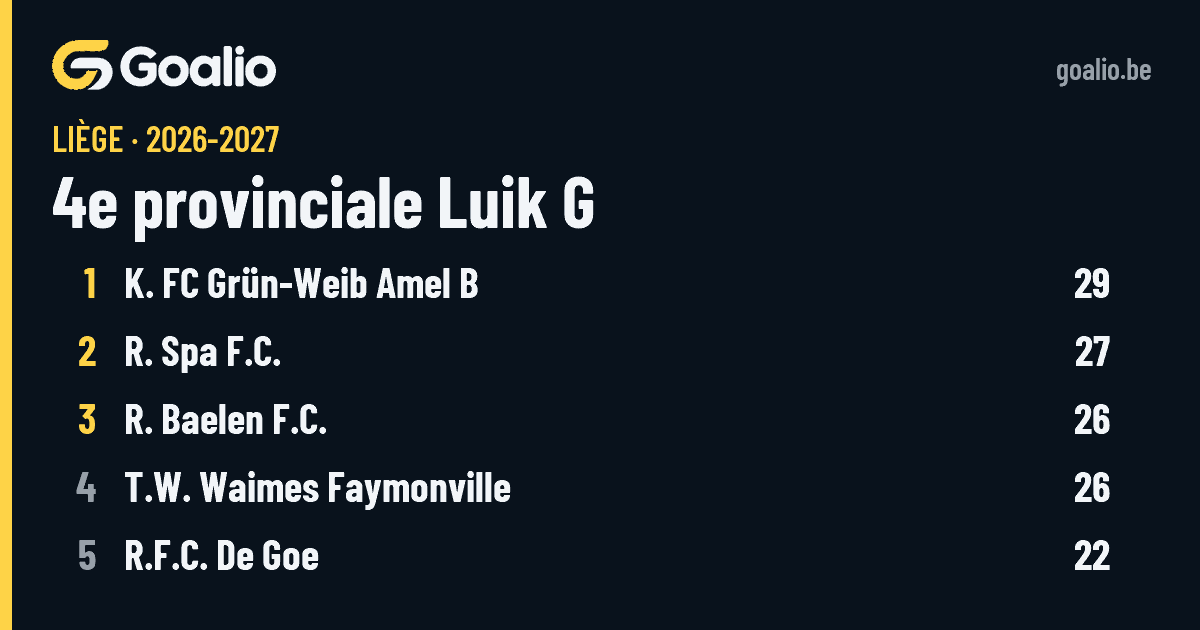 Goalio
goalio.be
LIÈGE · 2026-2027
4e provinciale Luik G
1 K. FC Grün-Weib Amel B 29
2 R. Spa F.C. 27
3 R. Baelen F.C. 26
4 T.W. Waimes Faymonville 26
5 R.F.C. De Goe 22